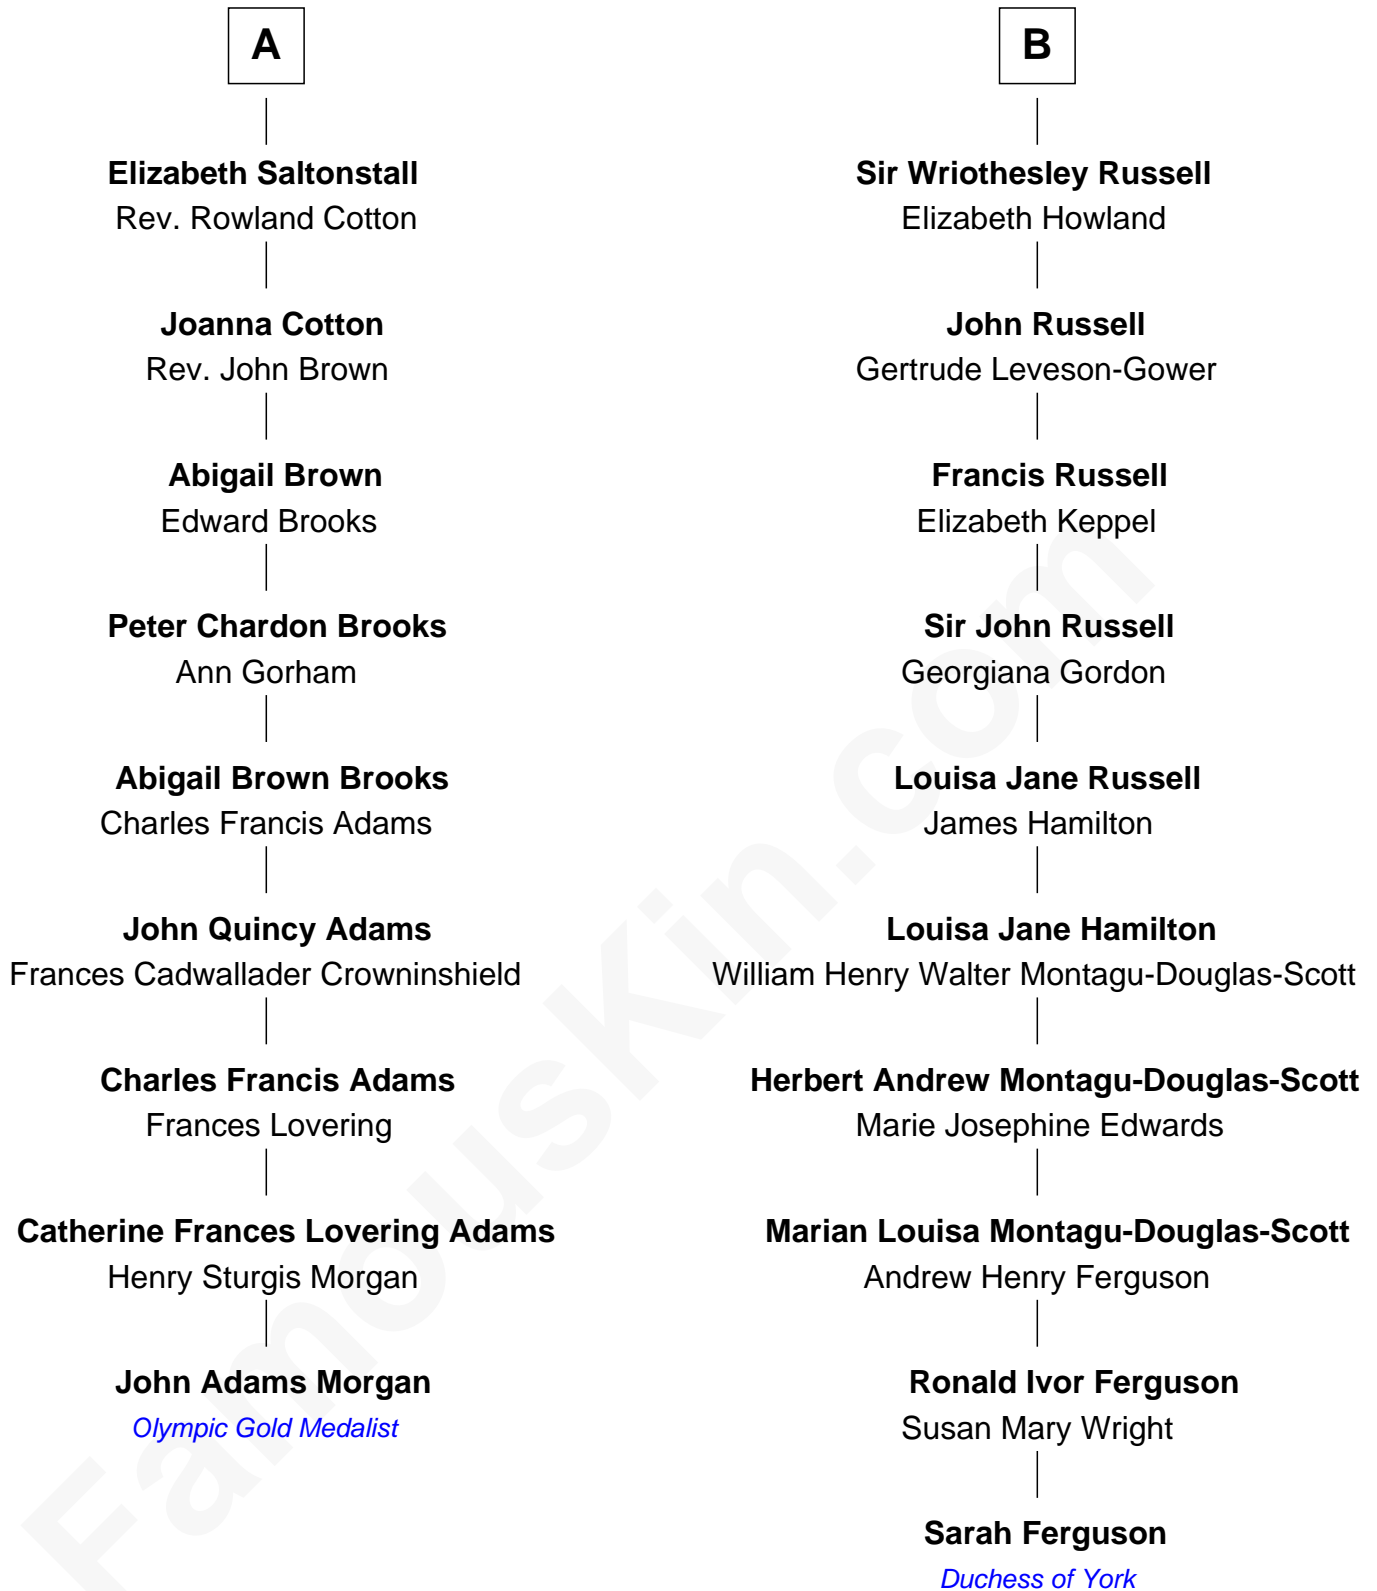 A
Elizabeth Saltonstall
Rev. Rowland Cotton
Joanna Cotton
Rev. John Brown
Abigail Brown
Edward Brooks
Peter Chardon Brooks
Ann Gorham
Abigail Brown Brooks
Charles Francis Adams
John Quincy Adams
Frances Cadwallader Crowninshield
Charles Francis Adams
Frances Lovering
Catherine Frances Lovering Adams
Henry Sturgis Morgan
John Adams Morgan
Olympic Gold Medalist
B
Sir Wriothesley Russell
Elizabeth Howland
John Russell
Gertrude Leveson-Gower
Francis Russell
Elizabeth Keppel
Sir John Russell
Georgiana Gordon
Louisa Jane Russell
James Hamilton
Louisa Jane Hamilton
William Henry Walter Montagu-Douglas-Scott
Herbert Andrew Montagu-Douglas-Scott
Marie Josephine Edwards
Marian Louisa Montagu-Douglas-Scott
Andrew Henry Ferguson
Ronald Ivor Ferguson
Susan Mary Wright
Sarah Ferguson
Duchess of York
FamousKin.com